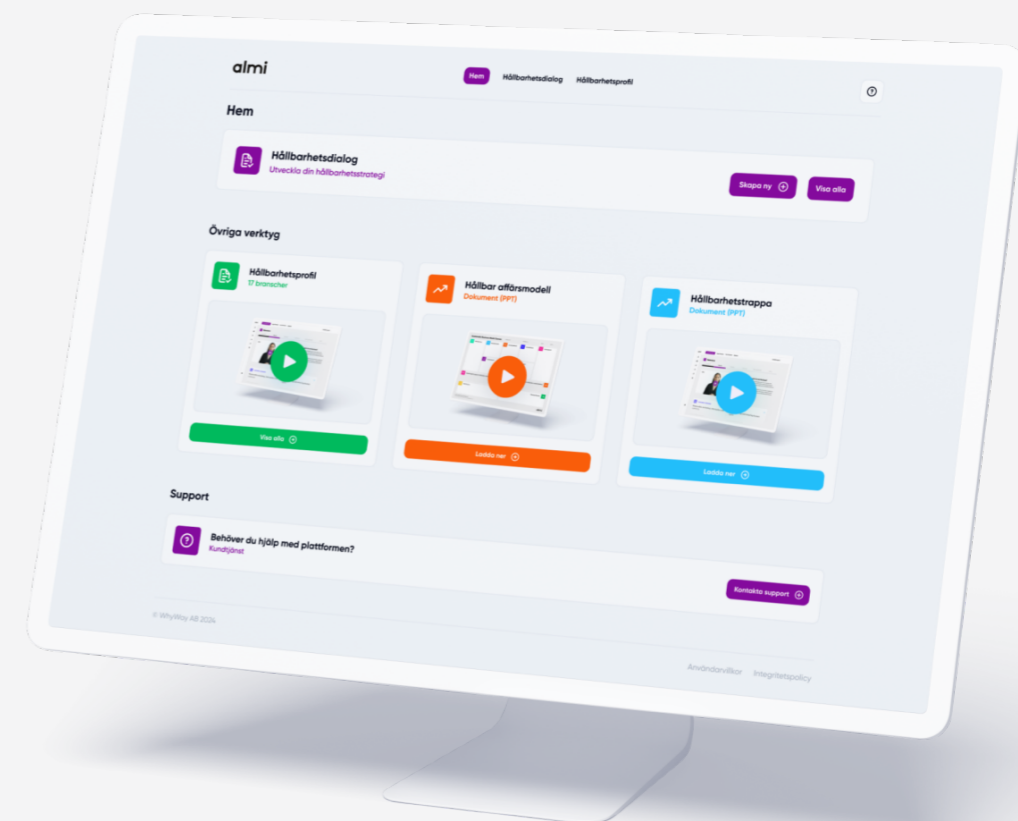 almi
Hem
Hållbarhetsdialog
Hållbarhetsprofil
Hem
Hållbarhetsdialog
Utveckla din hållbarhetsstrategi
Skapa ny
Visa alla
Övriga verktyg
Hållbarhetsprofil
17 branscher
Visa alla
Hållbar affärsmodell
Dokument (PPT)
Ladda ner
Hållbarhetstrappa
Dokument (PPT)
Ladda ner
Support
Behöver du hjälp med plattformen?
Kundtjänst
Kontakta support
© WhyWay AB 2024
Användarvillkor
Integritetspolicy